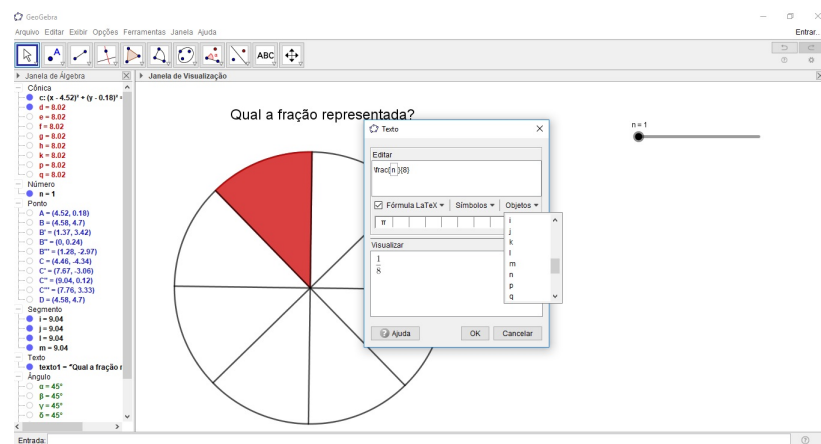 GeoGebra
Arquivo Editar Exibir Opções Ferramentas Janela Ajuda
Entrar...
ABC
Janela de Álgebra
Janela de Visualização
Cônica
c: (x - 4.52)² + (y - 0.18)² =
d = 8.02
e = 8.02
f = 8.02
g = 8.02
h = 8.02
k = 8.02
p = 8.02
q = 8.02
Número
n = 1
Ponto
A = (4.52, 0.18)
B = (4.58, 4.7)
B' = (1.37, 3.42)
B'' = (0, 0.24)
B''' = (1.28, -2.97)
C = (4.46, -4.34)
C' = (7.67, -3.06)
C'' = (9.04, 0.12)
C''' = (7.76, 3.33)
D = (4.58, 4.7)
Segmento
i = 9.04
j = 9.04
l = 9.04
m = 9.04
Texto
texto1 = "Qual a fração r
Ângulo
α = 45°
β = 45°
γ = 45°
δ = 45°
Entrada:
Qual a fração representada?
n = 1
Texto
Editar
\frac{n}{8}
Fórmula LaTeX Símbolos Objetos
π
i
j
k
l
m
n
p
q
Visualizar
1
8
Ajuda OK Cancelar